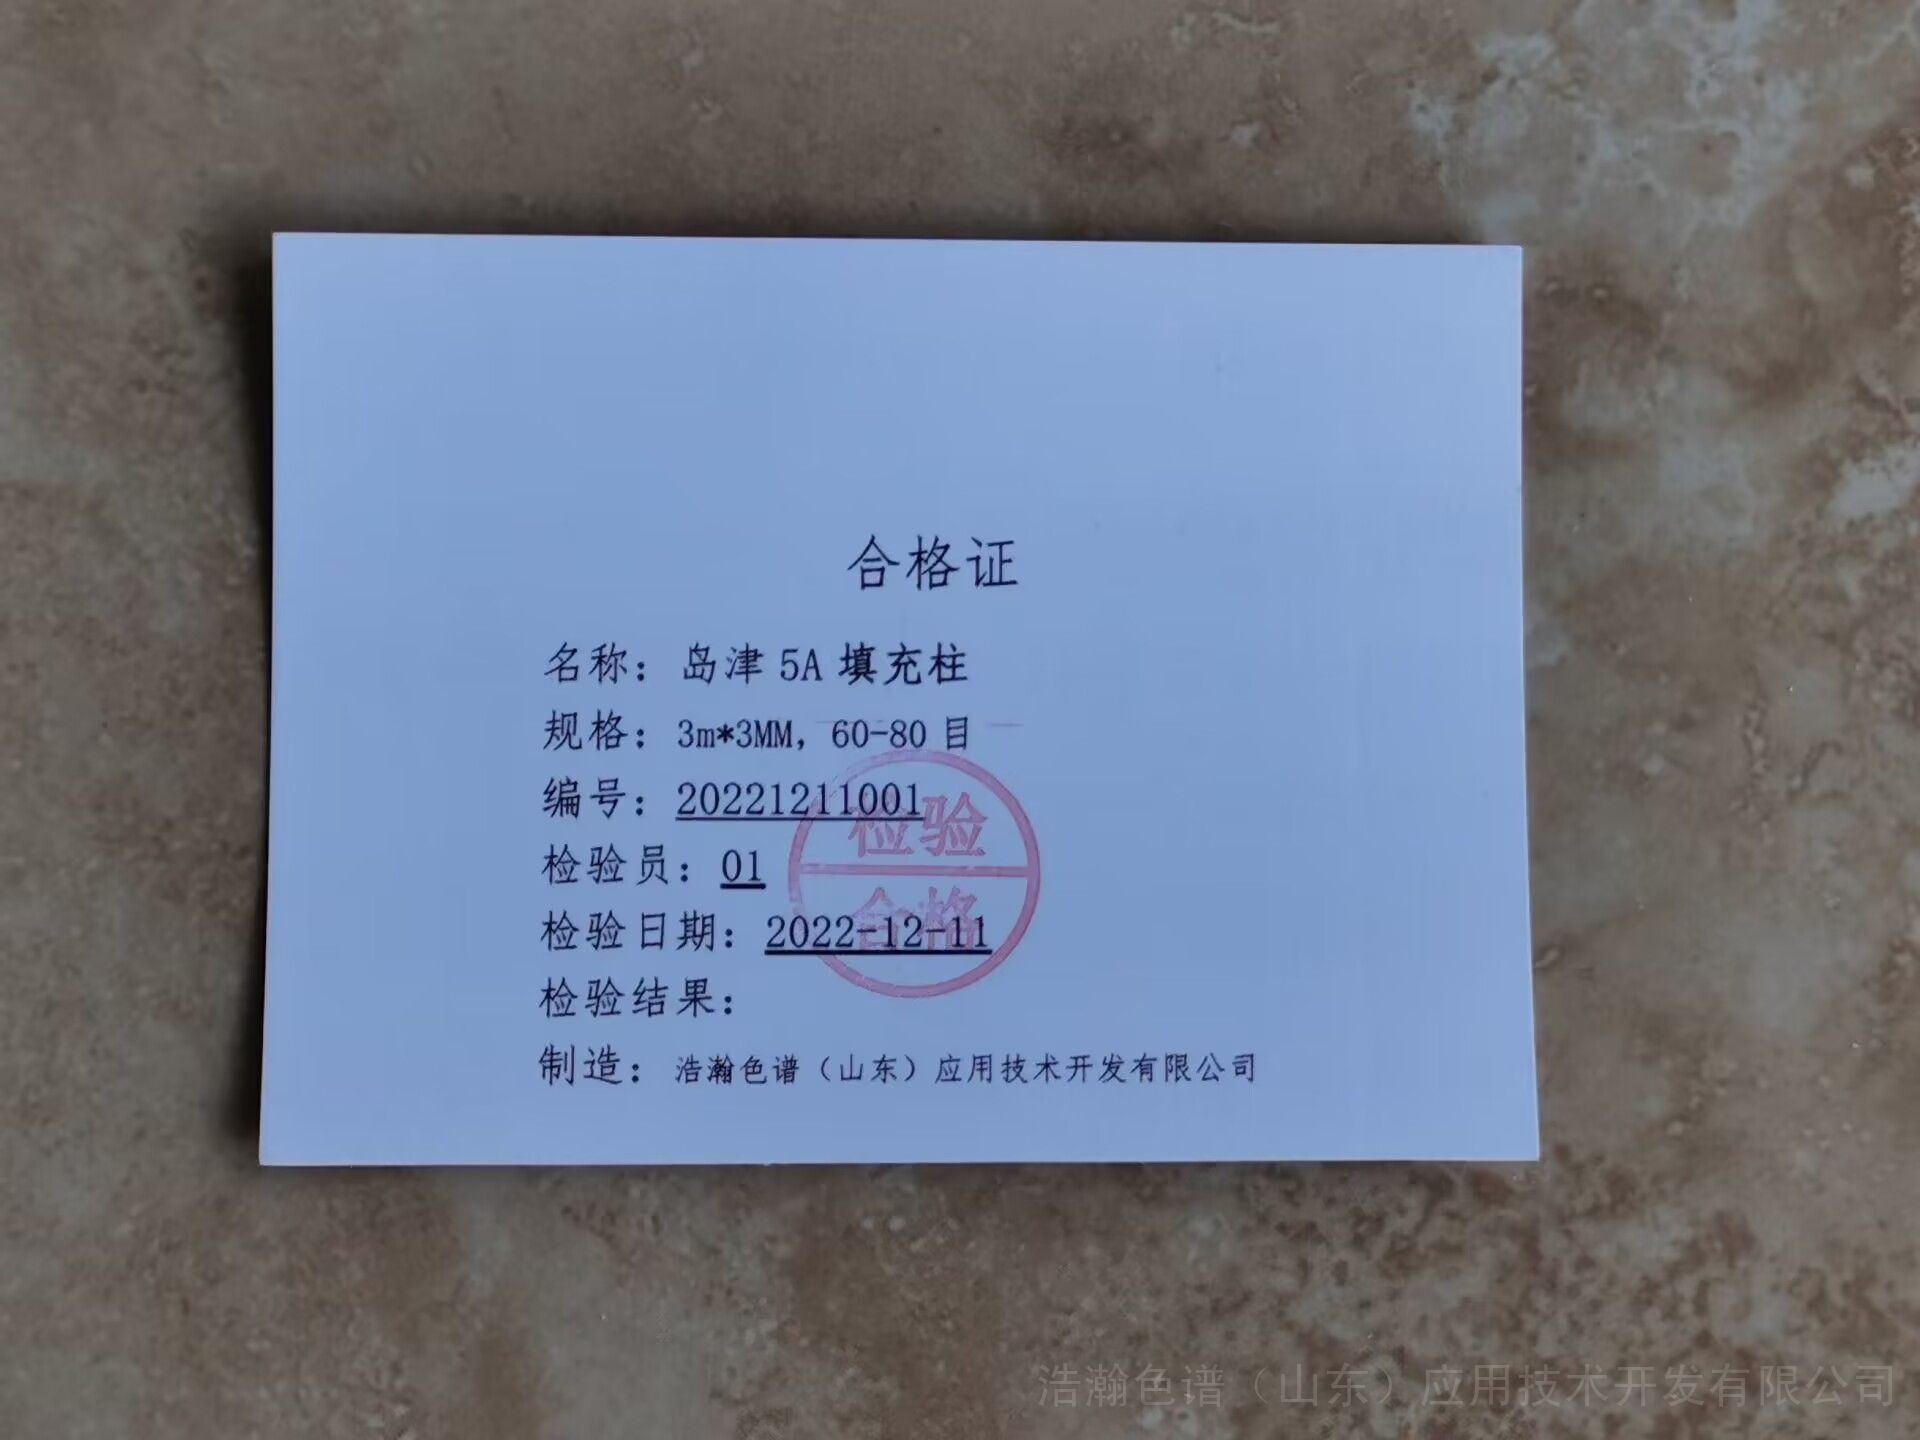 合格证
名称：岛津 5A 填充柱
规格：3m*3MM，60-80 目
编号：20221211001
检验
检验员：01
合格
检验日期：2022-12-11
检验结果：
制造：浩瀚色谱（山东）应用技术开发有限公司
浩瀚色谱（山东）应用技术开发有限公司